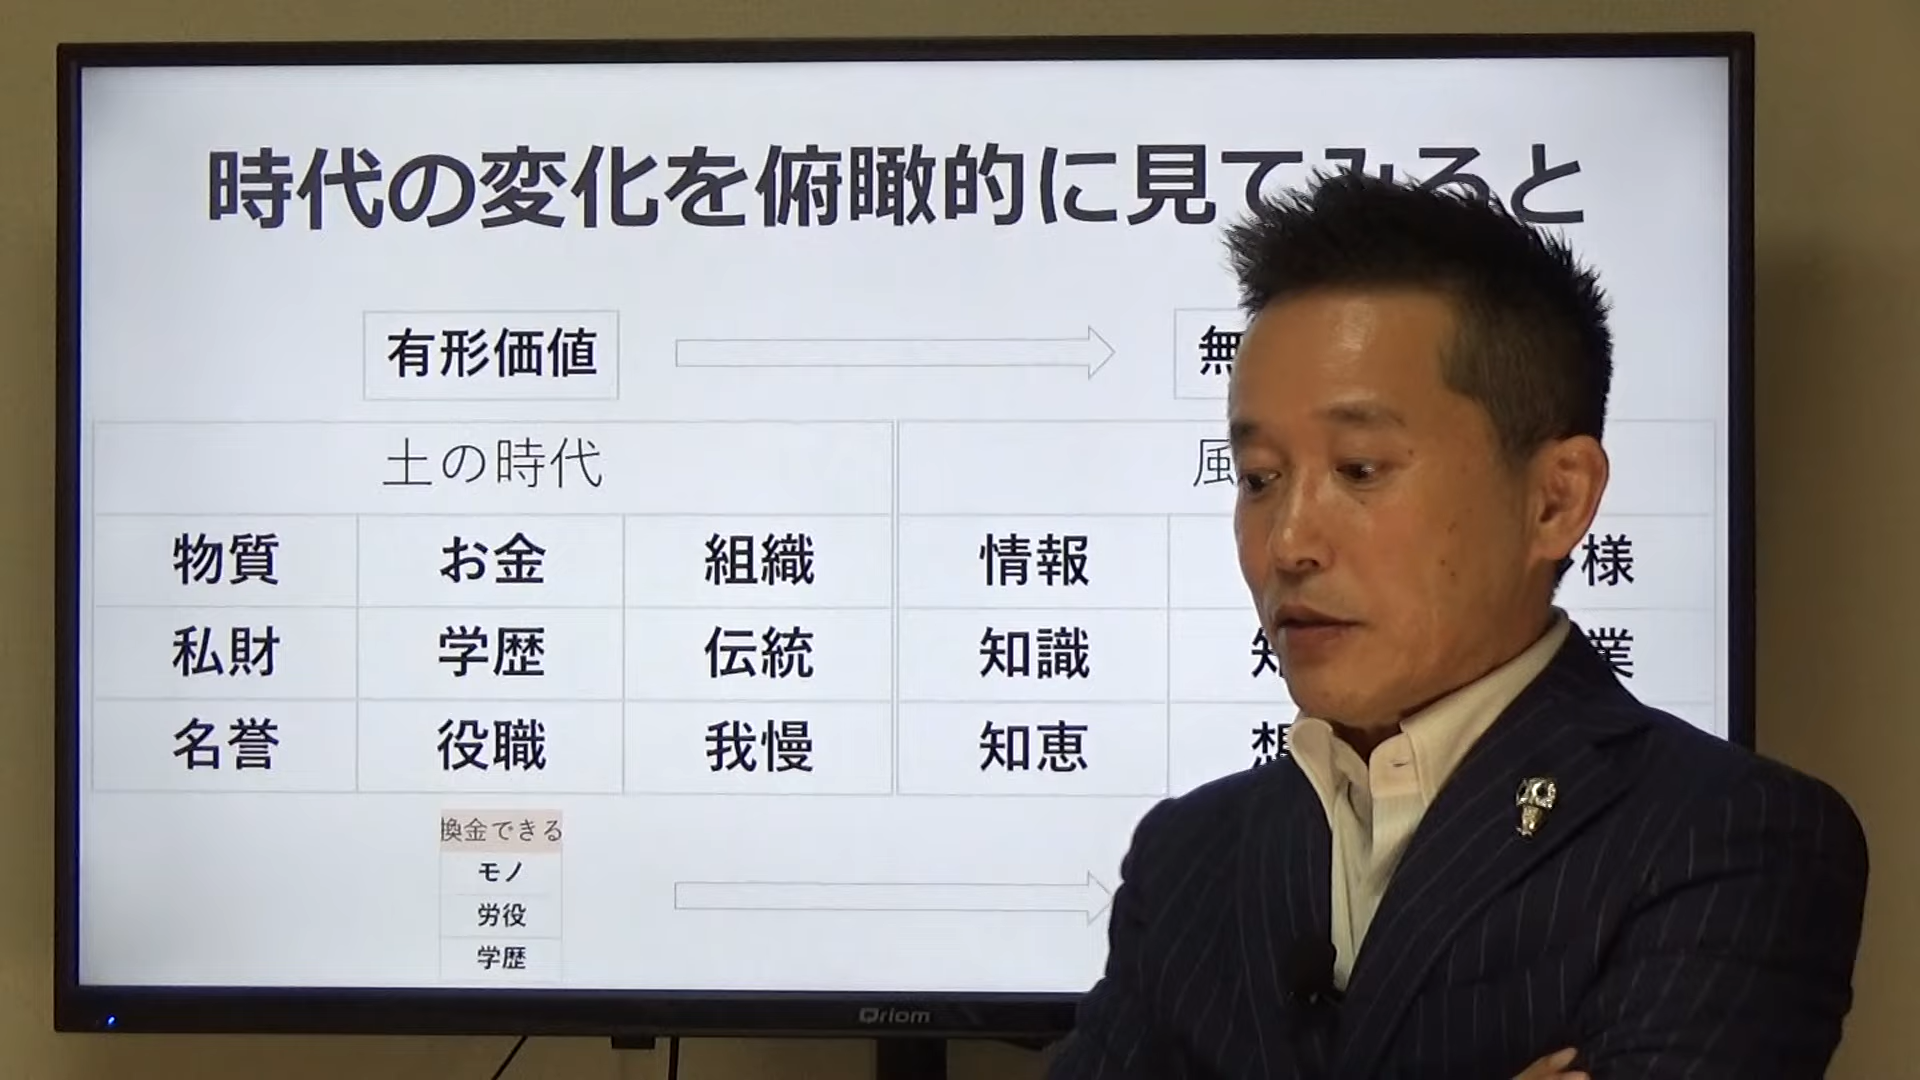 時代の変化を俯瞰的に見てみると
有形価値 無
土の時代 風
物質 お金 組織 情報 様
私財 学歴 伝統 知識 業
名誉 役職 我慢 知恵 想
換金できる
モノ
労役
学歴
Qriom